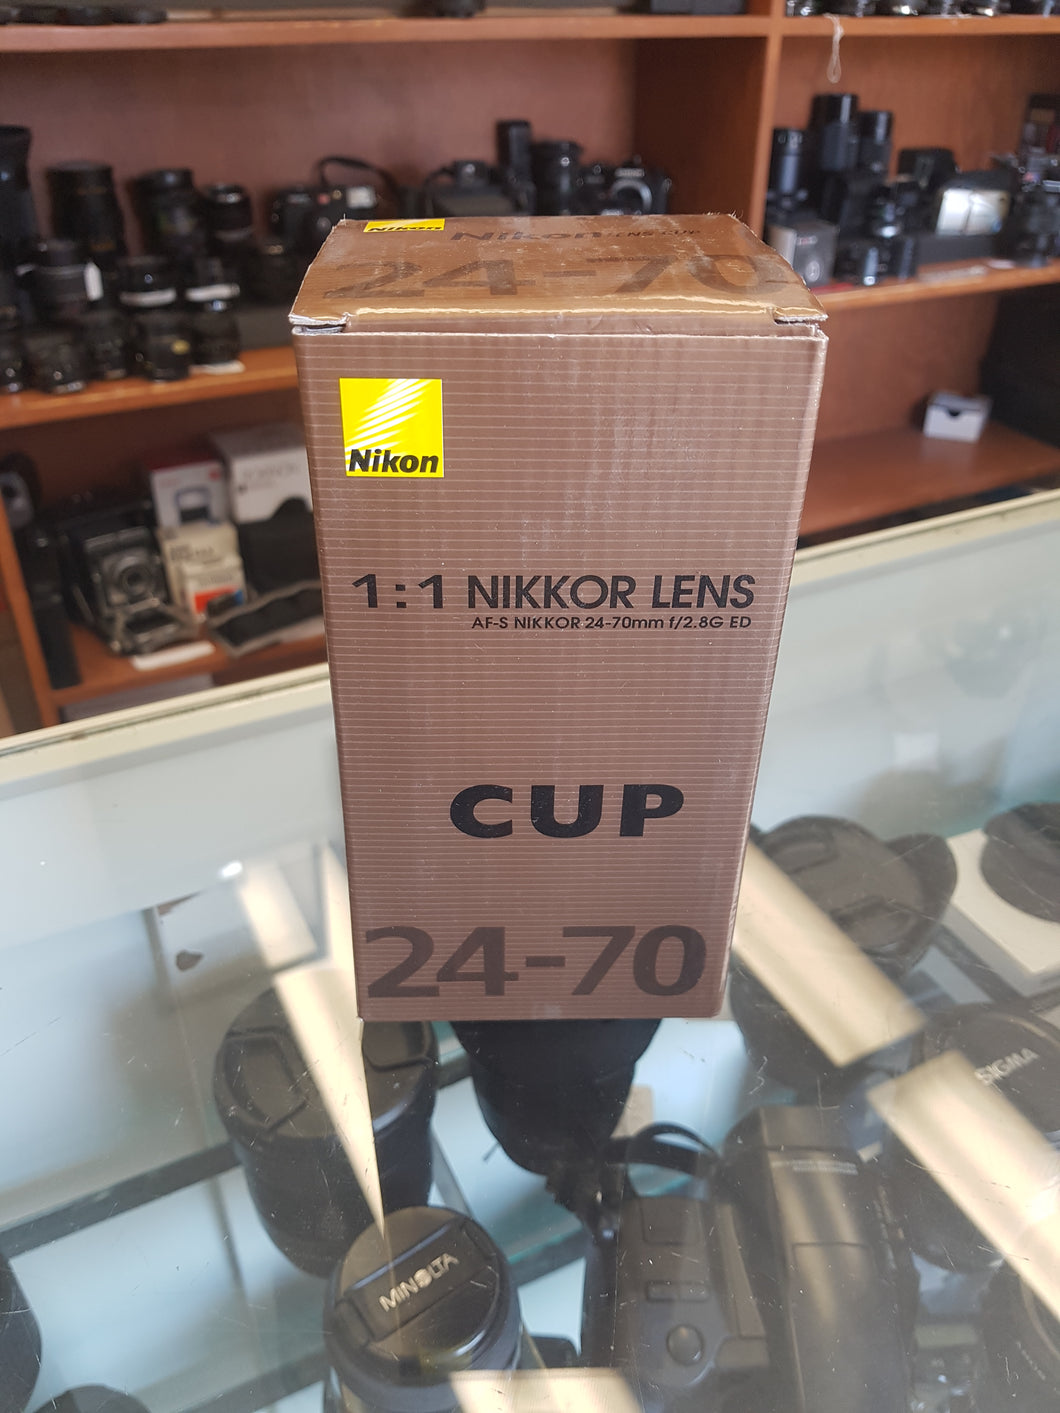 Nikon
Nikon LENS CUP
24-70
Nikon
1:1 NIKKOR LENS
AF-S NIKKOR 24-70mm f/2.8G ED
CUP
24-70
SIGMA
MINOLTA